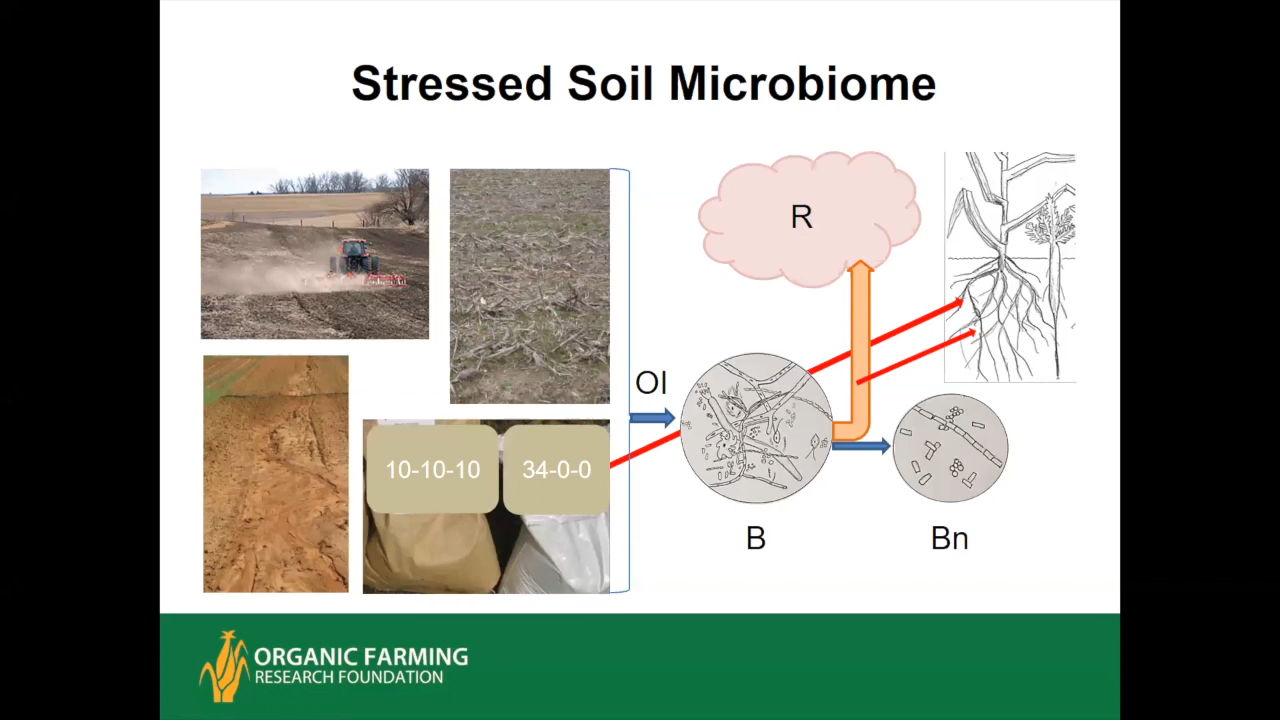 Stressed Soil Microbiome
R
OI
10-10-10
34-0-0
B
Bn
ORGANIC FARMING
RESEARCH FOUNDATION